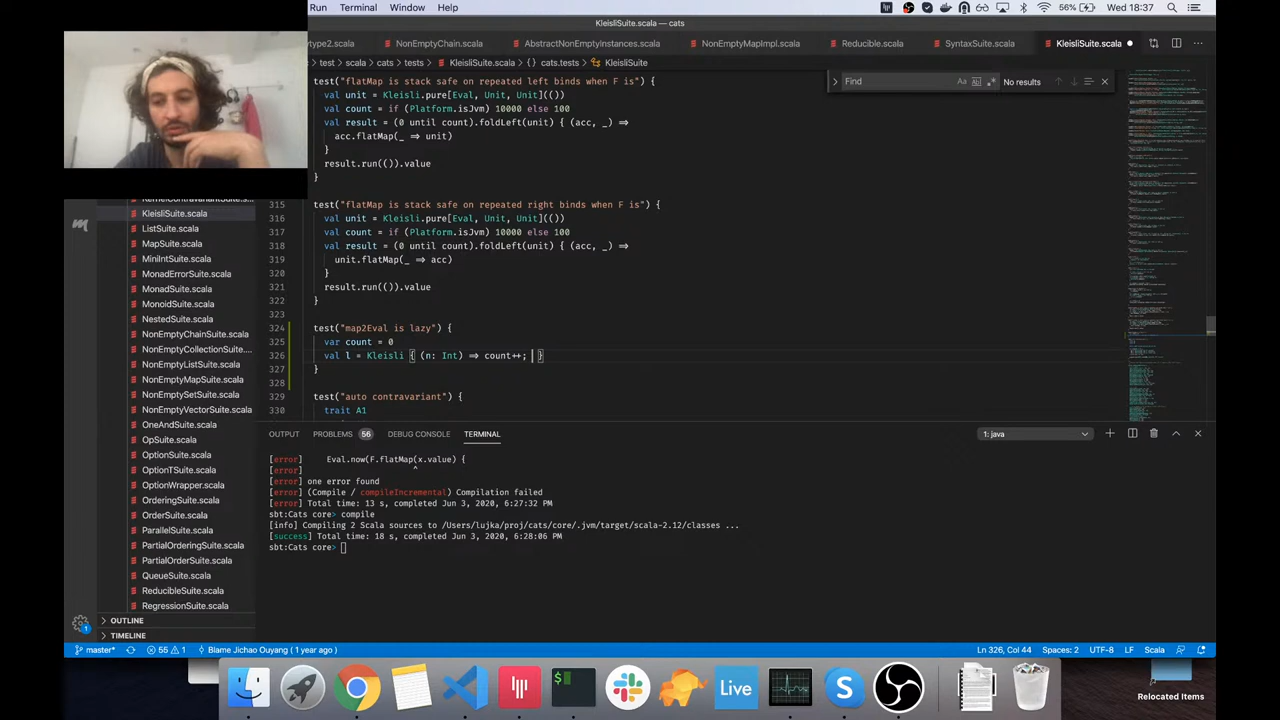 Run Terminal Window Help
56% Wed 18:37
KleisliSuite.scala — cats
type2.scala NonEmptyChain.scala AbstractNonEmptyInstances.scala NonEmptyMapImpl.scala Reducible.scala SyntaxSuite.scala KleisliSuite.scala
test › scala › cats › tests › KleisliSuite.scala › {} cats.tests › KleisliSuite
Find Aa No results
test("flatMap is stack safe on repeated left binds when F is") {
val unit = Kleisli.pure[Eval, Unit, Unit](())
val count = if (Platform.isJvm) 10000 else 100
val result = (0 until count).foldLeft(unit) { (acc, _) ⇒
acc.flatMap(_ ⇒ unit)
}
result.run(()).value
}
315 test("flatMap is stack safe on repeated right binds when F is") {
316 val unit = Kleisli.pure[Eval, Unit, Unit](())
317 val count = if (Platform.isJvm) 10000 else 100
318 val result = (0 until count).foldLeft(unit) { (acc, _) ⇒
319 unit.flatMap(_ ⇒ acc)
320 }
321 result.run(()).value
322 }
324 test("map2Eval is lazy") {
325 var count = 0
326 val l = Kleisli { (n: Int) ⇒ count++; }
327 }
328
329 test("auto contravariant") {
330 trait A1
KleisliSuite.scala
ListSuite.scala
MapSuite.scala
MiniIntSuite.scala
MonadErrorSuite.scala
MonadSuite.scala
MonoidSuite.scala
NestedSuite.scala
NonEmptyChainSuite.scala
NonEmptyCollectionSuite....
NonEmptyListSuite.scala
NonEmptyMapSuite.scala
NonEmptySetSuite.scala
NonEmptyVectorSuite.scala
OneAndSuite.scala
OpSuite.scala
OptionSuite.scala
OptionTSuite.scala
OptionWrapper.scala
OrderingSuite.scala
OrderSuite.scala
ParallelSuite.scala
PartialOrderingSuite.scala
PartialOrderSuite.scala
QueueSuite.scala
ReducibleSuite.scala
RegressionSuite.scala
OUTLINE
TIMELINE
OUTPUT PROBLEMS 56 DEBUG CONSOLE TERMINAL 1: java
[error] Eval.now(F.flatMap(x.value) {
[error] ^
[error] one error found
[error] (Compile / compileIncremental) Compilation failed
[error] Total time: 13 s, completed Jun 3, 2020, 6:27:32 PM
sbt:Cats core> compile
[info] Compiling 2 Scala sources to /Users/lujka/proj/cats/core/.jvm/target/scala-2.12/classes ...
[success] Total time: 18 s, completed Jun 3, 2020, 6:28:06 PM
sbt:Cats core>
1
master* 55 1 Blame Jichao Ouyang ( 1 year ago ) Ln 326, Col 44 Spaces: 2 UTF-8 LF Scala
Live
Relocated Items